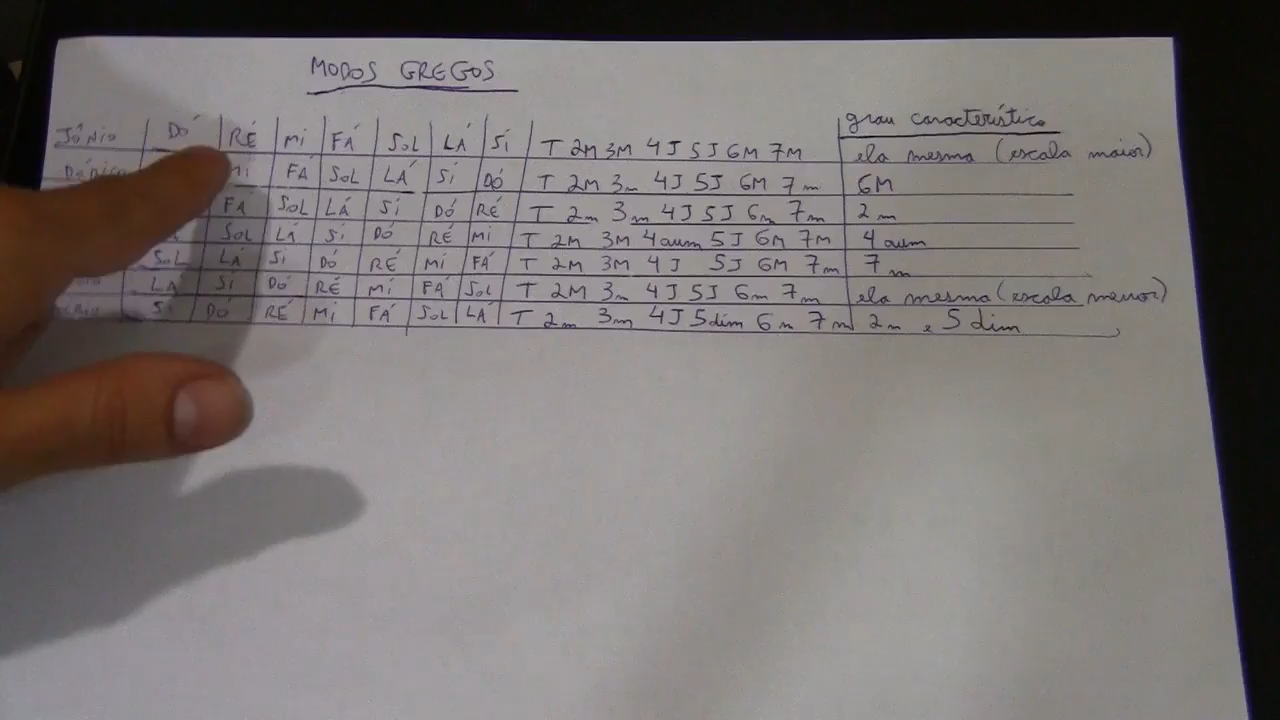 MODOS GREGOS
grau característico
JÔNIO DÓ RÉ Mi FÁ SOL LÁ Si T 2M 3M 4J 5J 6M 7M ela mesma (escala maior)
DÓRICO Mi FÁ SOL LÁ Si DÓ T 2M 3m 4J 5J 6M 7m 6M
FÁ SOL LÁ Si DÓ RÉ T 2m 3m 4J 5J 6m 7m 2m
SOL LÁ Si DÓ RÉ Mi T 2M 3M 4aum 5J 6M 7M 4 aum
SOL LÁ Si DÓ RÉ Mi FÁ T 2M 3M 4J 5J 6M 7m 7m
LÁ Si DÓ RÉ Mi FÁ SOL T 2M 3m 4J 5J 6m 7m ela mesma (escala menor)
Si DÓ RÉ Mi FÁ SOL LÁ T 2m 3m 4J 5dim 6m 7m 2m e 5 dim